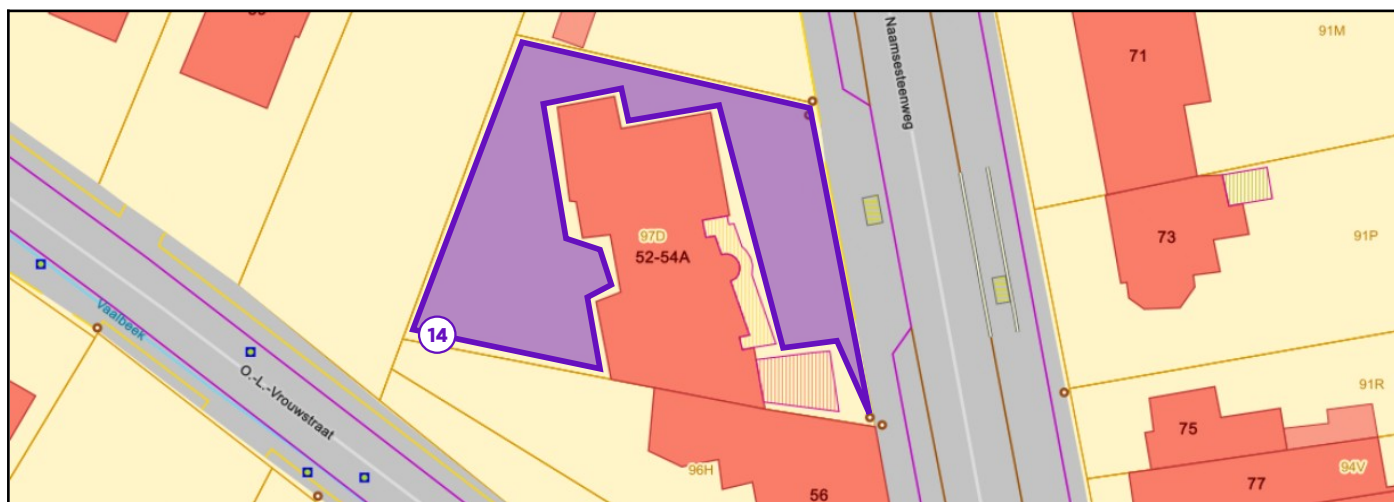 Naamsesteenweg
91M
71
97D
52-54A
73
91P
14
Vaalbeek
O.-L.-Vrouwstraat
91R
75
96H
56
77
94V